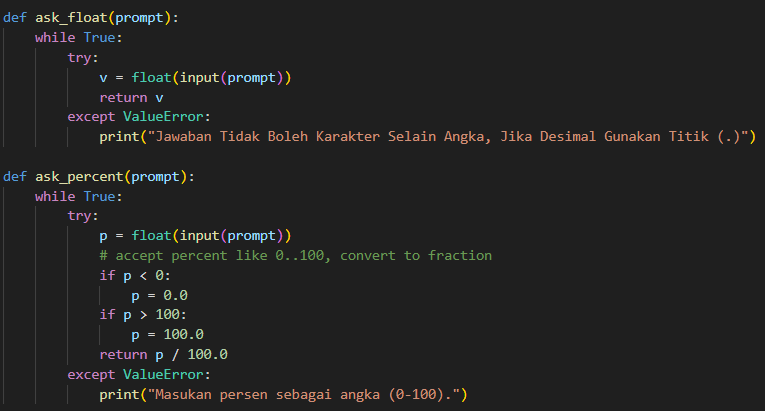 def ask_float(prompt):
    while True:
        try:
            v = float(input(prompt))
            return v
        except ValueError:
            print("Jawaban Tidak Boleh Karakter Selain Angka, Jika Desimal Gunakan Titik (.)")

def ask_percent(prompt):
    while True:
        try:
            p = float(input(prompt))
            # accept percent like 0..100, convert to fraction
            if p < 0:
                p = 0.0
            if p > 100:
                p = 100.0
            return p / 100.0
        except ValueError:
            print("Masukan persen sebagai angka (0-100).")